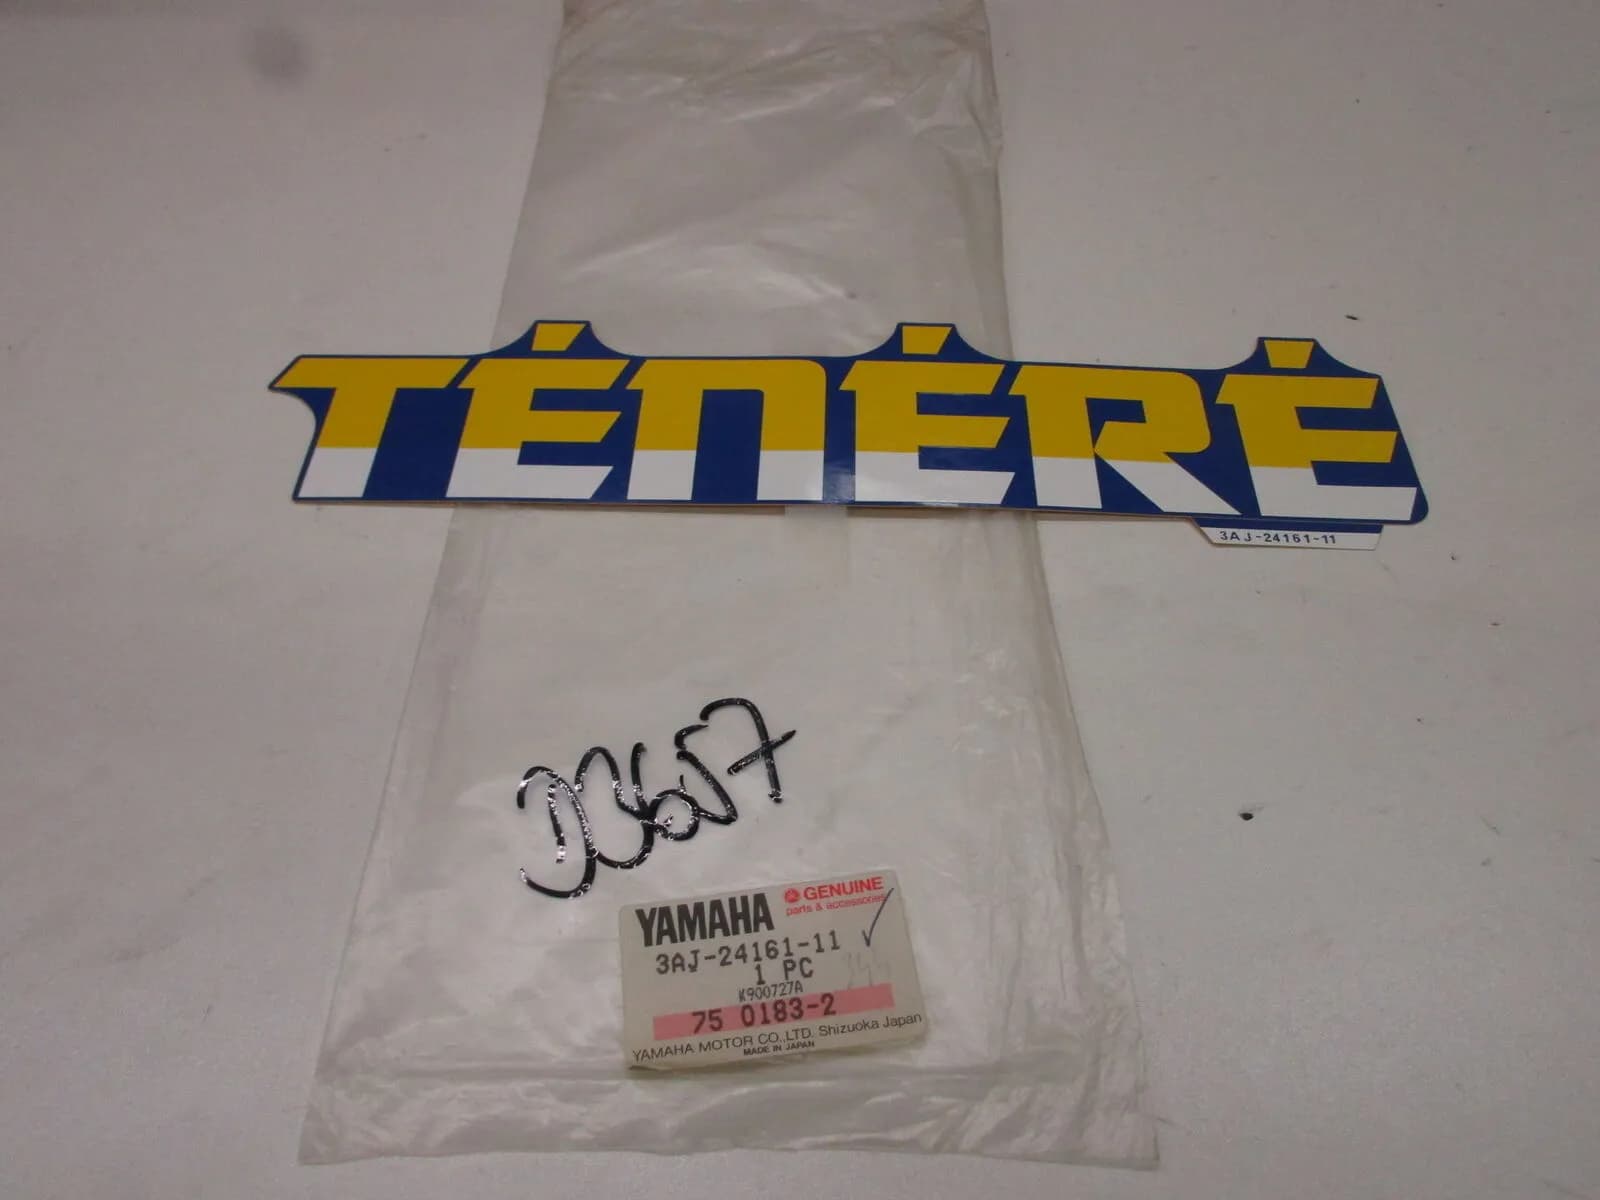 TÉNÉRÉ
3AJ-24161-11
YAMAHA
GENUINE
parts & accessories
3AJ-24161-11
1 PC
K900727A
75 0183-2
YAMAHA MOTOR CO.,LTD. Shizuoka Japan
MADE IN JAPAN